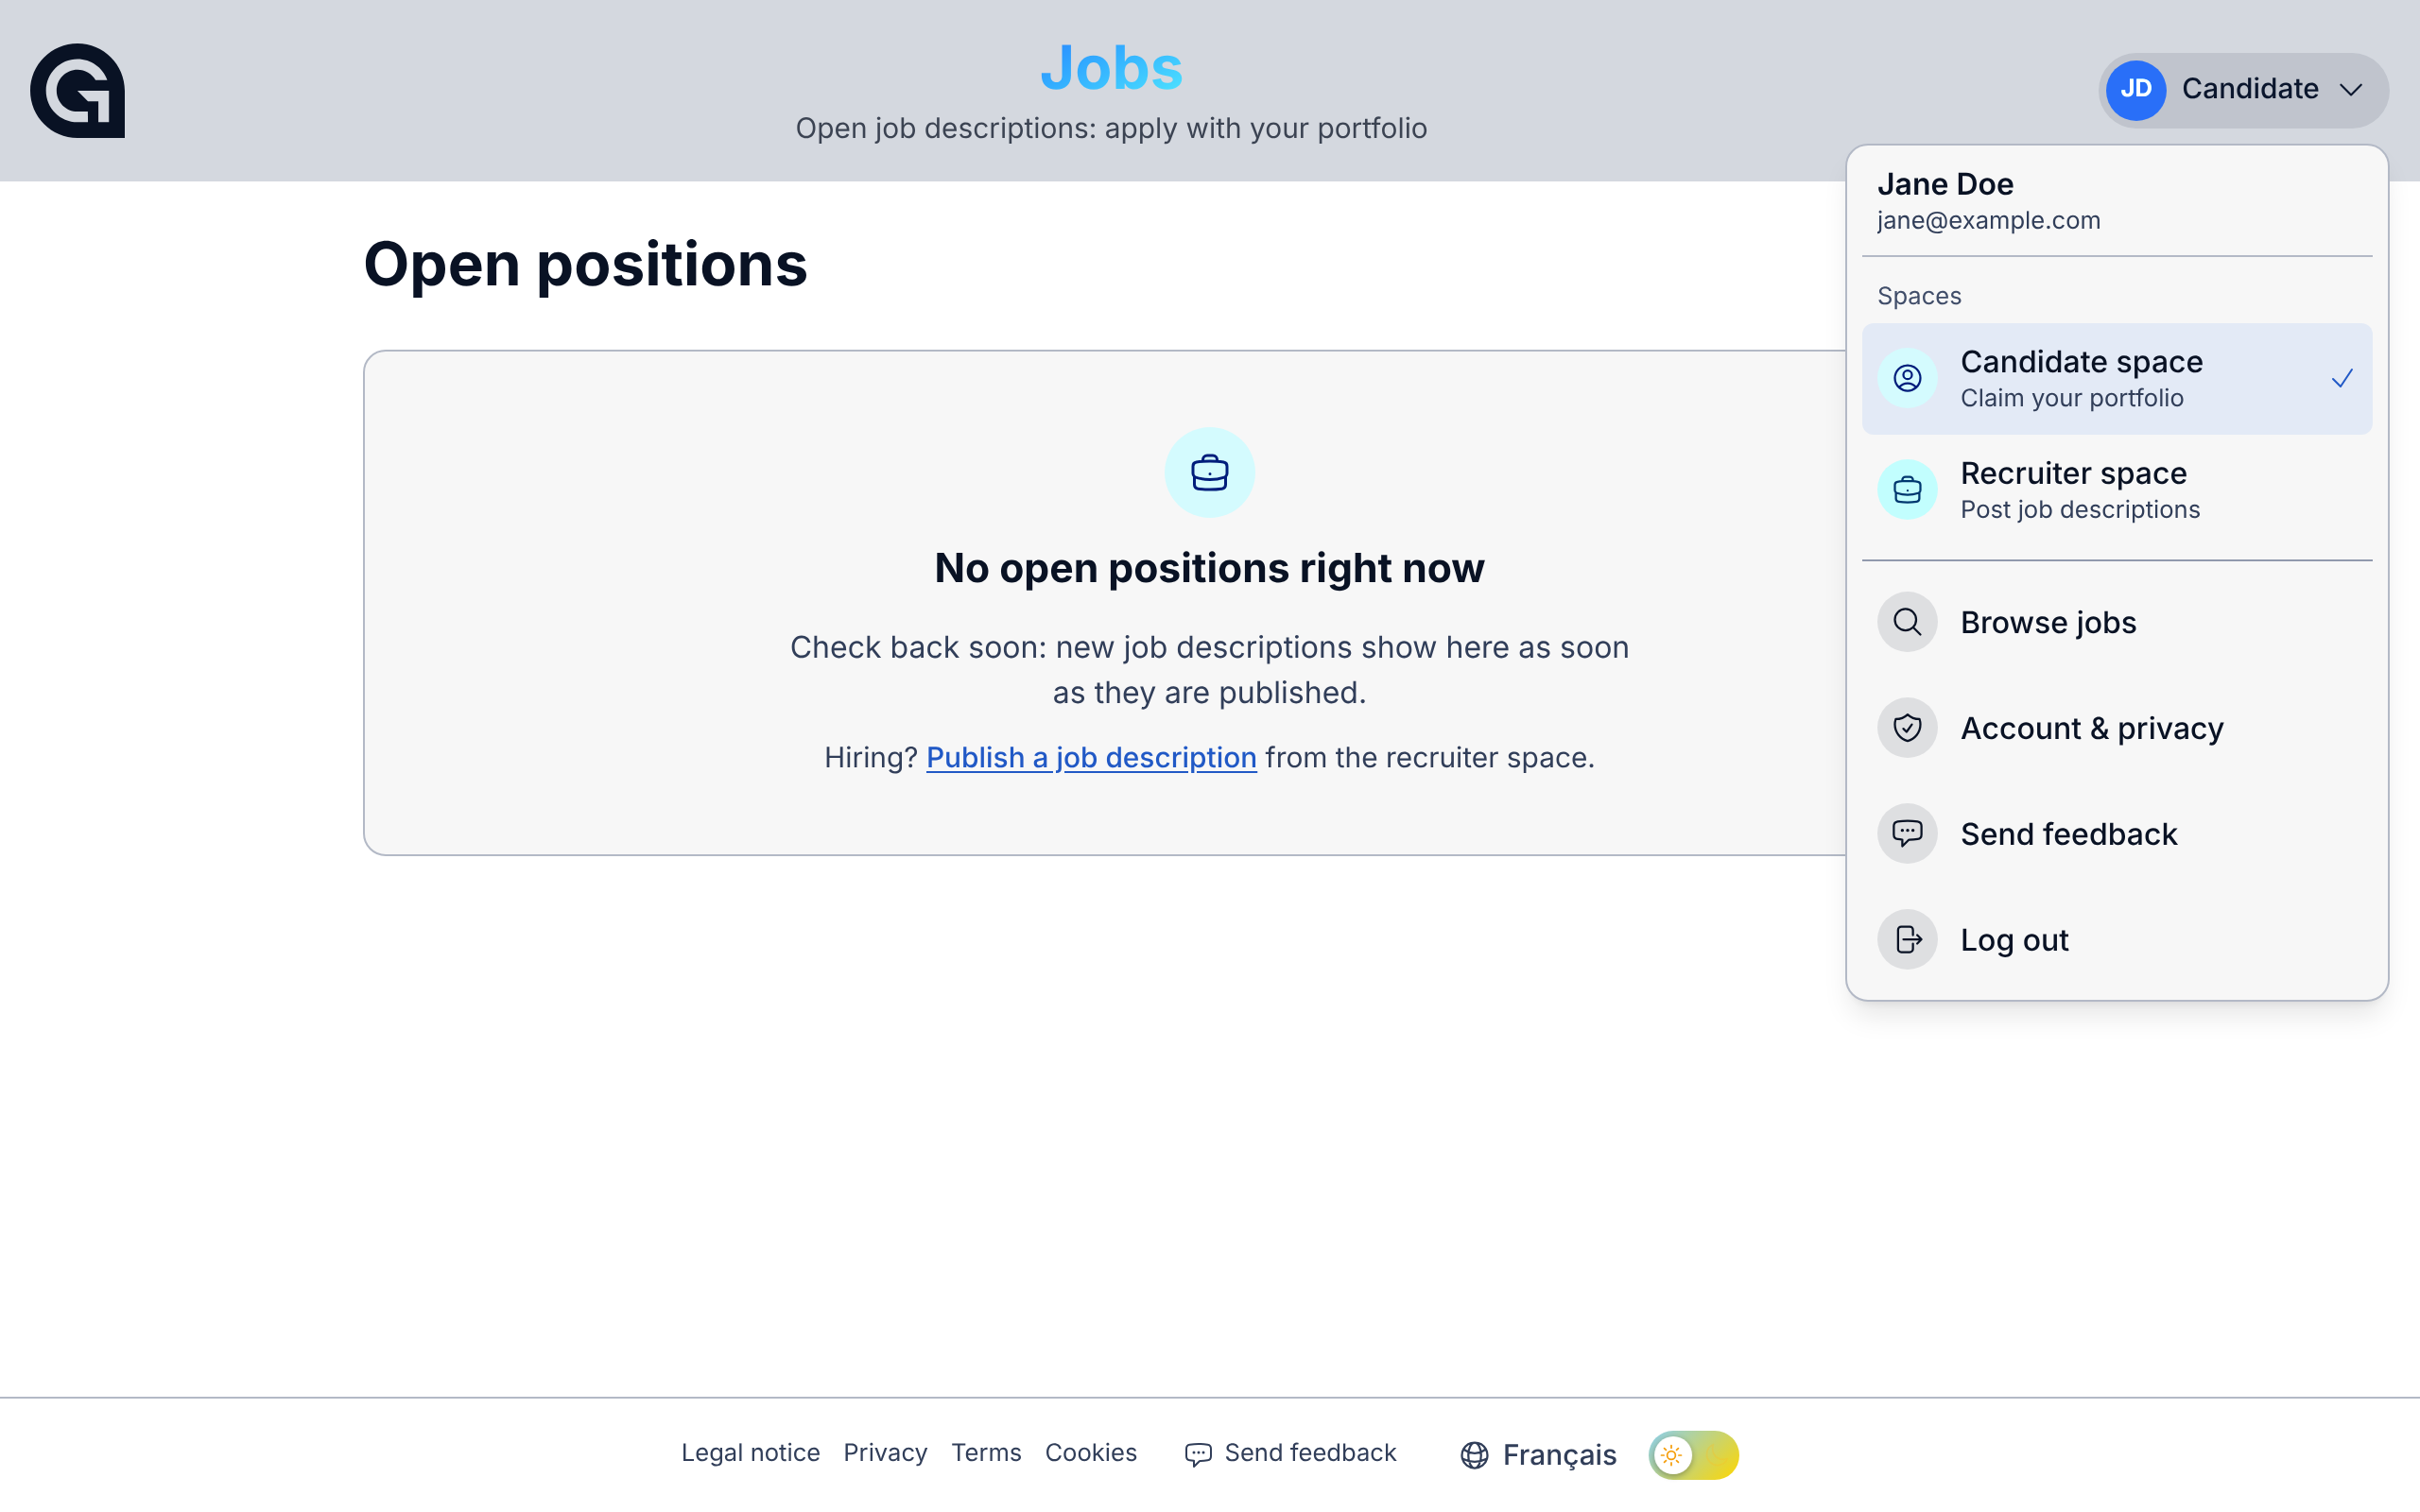 Jobs
Open job descriptions: apply with your portfolio
JD Candidate
Jane Doe
jane@example.com
Spaces
Candidate space
Claim your portfolio
Recruiter space
Post job descriptions
Browse jobs
Account & privacy
Send feedback
Log out
Open positions
No open positions right now
Check back soon: new job descriptions show here as soon
as they are published.
Hiring? Publish a job description from the recruiter space.
Legal notice Privacy Terms Cookies Send feedback Français